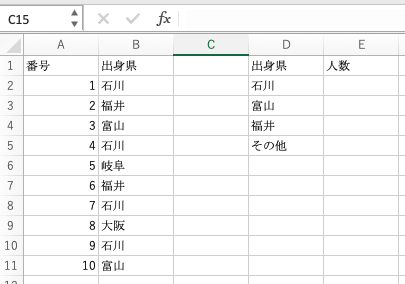 C15 fx
A B C D E
1 番号 出身県 出身県 人数
2 1 石川 石川
3 2 福井 富山
4 3 富山 福井
5 4 石川 その他
6 5 岐阜
7 6 福井
8 7 石川
9 8 大阪
10 9 石川
11 10 富山